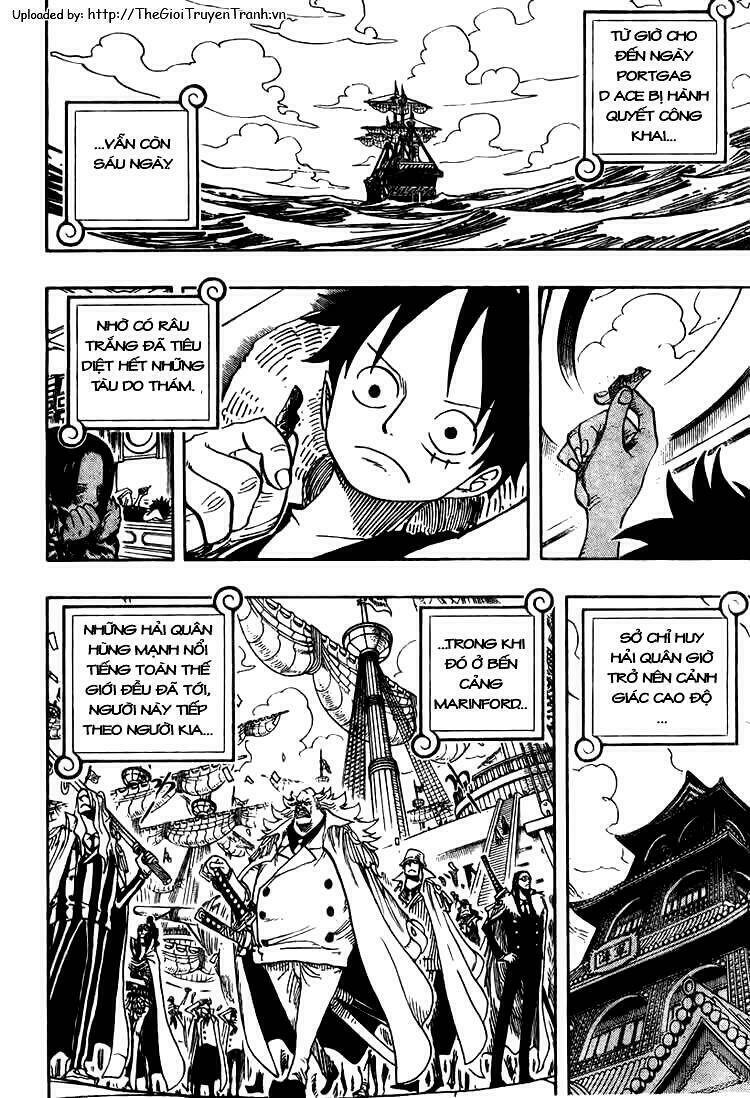 Uploaded by: http://TheGioiTruyenTranh.vn
TỪ GIỜ CHO
ĐẾN NGÀY
PORTGAS
D ACE BỊ HÀNH
QUYẾT CÔNG
KHAI...
...VẪN CÒN
SÁU NGÀY
NHỜ CÓ RÂU
TRẮNG ĐÃ TIÊU
DIỆT HẾT NHỮNG
TÀU DO THÁM.
SỞ CHỈ HUY
HẢI QUÂN GIỜ
TRỞ NÊN CẢNH
GIÁC CAO ĐỘ
...
...TRONG KHI
ĐÓ Ở BẾN
CẢNG
MARINFORD...
NHỮNG HẢI QUÂN
HÙNG MẠNH NỔI
TIẾNG TOÀN THẾ
GIỚI ĐỀU ĐÃ TỚI,
NGƯỜI NÀY TIẾP
THEO NGƯỜI KIA...